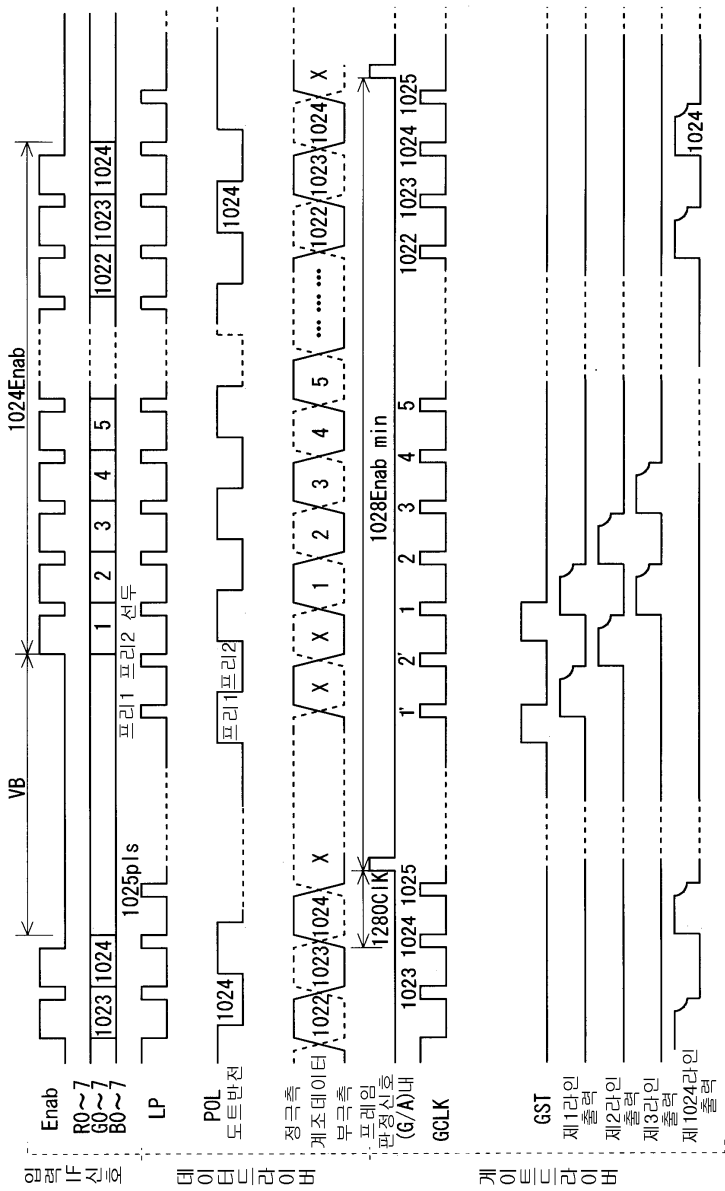 입력 IF 신호
Enab
VB
1024Enab
R0~7
G0~7
B0~7
1023 1024 1 2 3 4 5 1022 1023 1024
LP
1025pls
프리1 프리2 선두
데이터드라이버
POL
도트반전
1024 프리1 프리2 1024
정극측
계조데이터
부극측
1022 1023 1024 X X X 1 2 3 4 5 ……… 1022 1023 1024 X
프레임
판정신호
(G/A)내
1280ClK
1028Enab min
게이트드라이버
GCLK
1023 1024 1025 1' 2' 1 2 3 4 5 1022 1023 1024 1025
GST
제1라인
출력
제2라인
출력
제3라인
출력
제1024라인
출력
1024